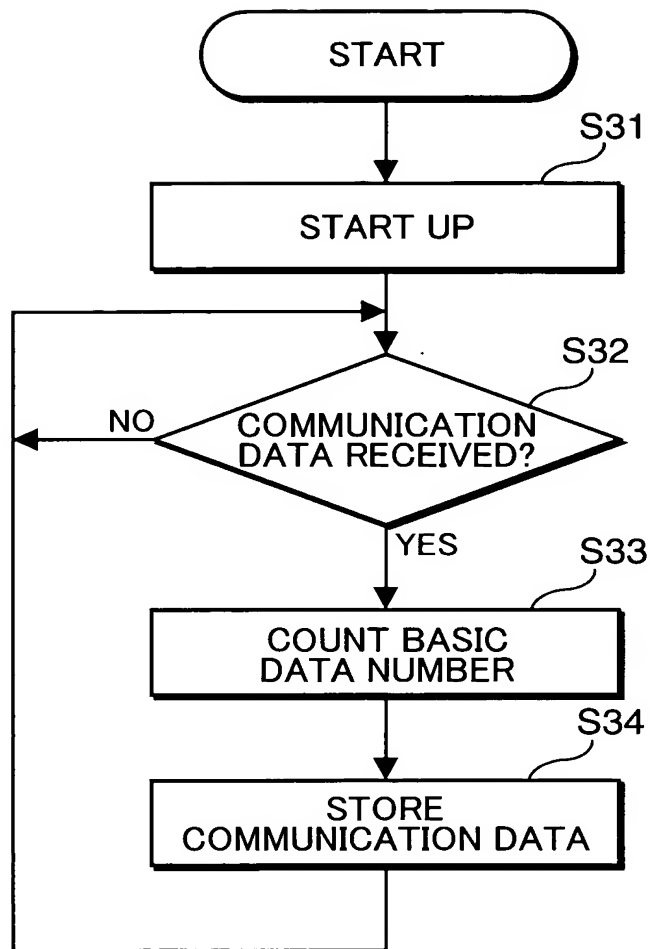 START
S31
START UP
S32
NO
COMMUNICATION
DATA RECEIVED?
YES
S33
COUNT BASIC
DATA NUMBER
S34
STORE
COMMUNICATION DATA